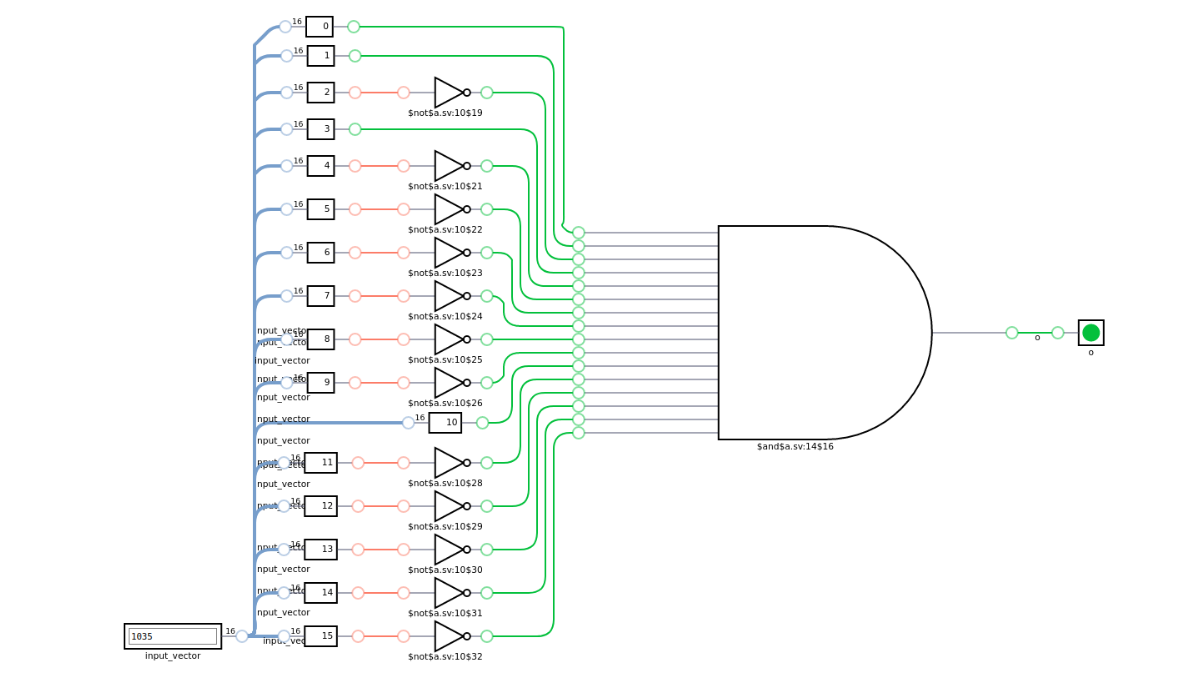 16 0
16 1
16 2
$not$a.sv:10$19
16 3
16 4
$not$a.sv:10$21
16 5
$not$a.sv:10$22
16 6
$not$a.sv:10$23
16 7
$not$a.sv:10$24
input_vector
16 8
input_vector
$not$a.sv:10$25
input_vector
input_vector
16 9
input_vector
$not$a.sv:10$26
input_vector
16 10
input_vector
input_vector
16 11
input_vector
$not$a.sv:10$28
input_vector
input_vector
16 12
$not$a.sv:10$29
input_vector
16 13
input_vector
$not$a.sv:10$30
input_vector
16 14
input_vector
$not$a.sv:10$31
1035
16
16 15
input_vector
input_vector
$not$a.sv:10$32
$and$a.sv:14$16
o
o